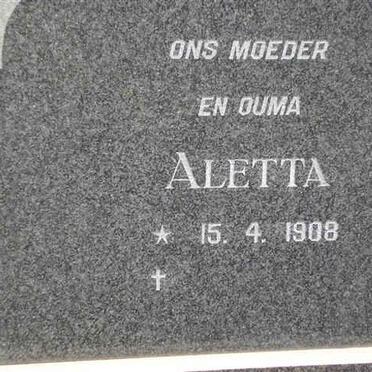 ONS MOEDER
EN OUMA
ALETTA
★ 15. 4. 1908
✝